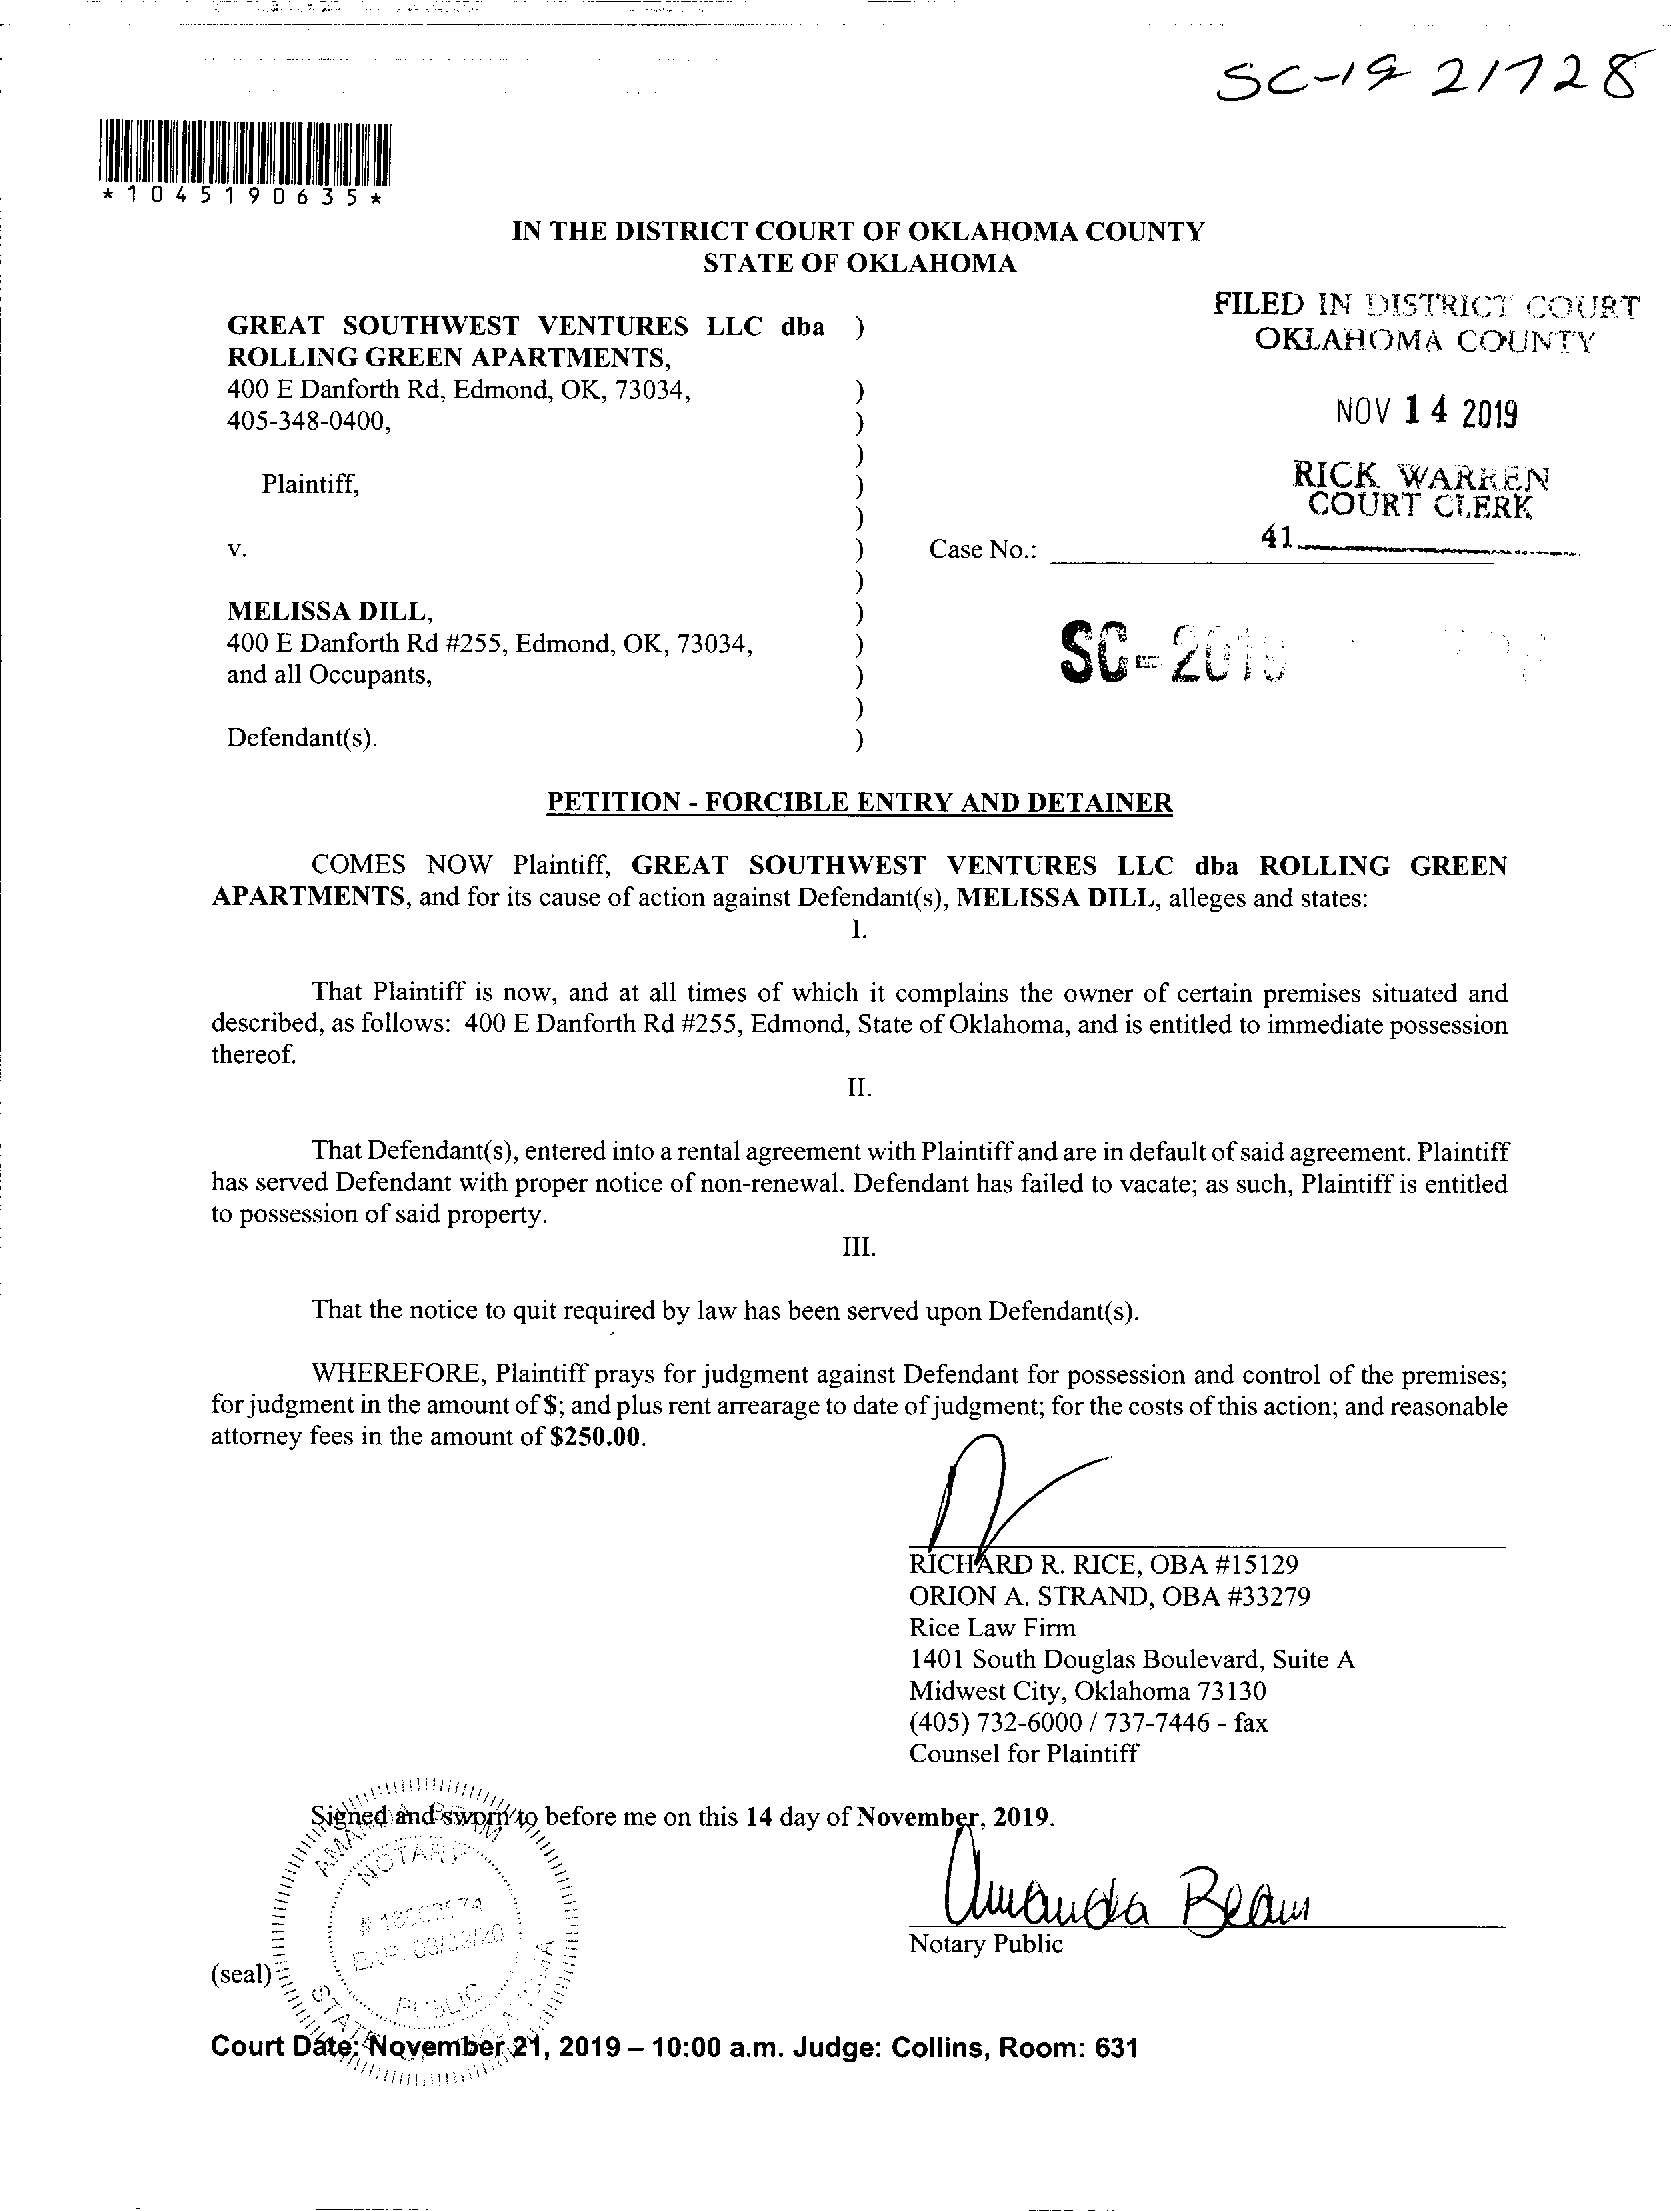 SC-19 21728
*1045190635*
IN THE DISTRICT COURT OF OKLAHOMA COUNTY
STATE OF OKLAHOMA
FILED IN DISTRICT COURT
OKLAHOMA COUNTY
NOV 14 2019
RICK WARREN
COURT CLERK
41
GREAT SOUTHWEST VENTURES LLC dba )
ROLLING GREEN APARTMENTS,
400 E Danforth Rd, Edmond, OK, 73034, )
405-348-0400, )
)
Plaintiff, )
)
v. ) Case No.:
)
MELISSA DILL, )
400 E Danforth Rd #255, Edmond, OK, 73034, )
and all Occupants, )
)
Defendant(s). )
SC-2019
PETITION - FORCIBLE ENTRY AND DETAINER
COMES NOW Plaintiff, GREAT SOUTHWEST VENTURES LLC dba ROLLING GREEN
APARTMENTS, and for its cause of action against Defendant(s), MELISSA DILL, alleges and states:
I.
That Plaintiff is now, and at all times of which it complains the owner of certain premises situated and
described, as follows: 400 E Danforth Rd #255, Edmond, State of Oklahoma, and is entitled to immediate possession
thereof.
II.
That Defendant(s), entered into a rental agreement with Plaintiff and are in default of said agreement. Plaintiff
has served Defendant with proper notice of non-renewal. Defendant has failed to vacate; as such, Plaintiff is entitled
to possession of said property.
III.
That the notice to quit required by law has been served upon Defendant(s).
WHEREFORE, Plaintiff prays for judgment against Defendant for possession and control of the premises;
for judgment in the amount of $; and plus rent arrearage to date of judgment; for the costs of this action; and reasonable
attorney fees in the amount of $250.00.
RICHARD R. RICE, OBA #15129
ORION A. STRAND, OBA #33279
Rice Law Firm
1401 South Douglas Boulevard, Suite A
Midwest City, Oklahoma 73130
(405) 732-6000 / 737-7446 - fax
Counsel for Plaintiff
Signed and sworn to before me on this 14 day of November, 2019.
AMANDA BEAM
NOTARY
PUBLIC
STATE
Amanda Beam
Notary Public
(seal)
Court Date: November 21, 2019 – 10:00 a.m. Judge: Collins, Room: 631